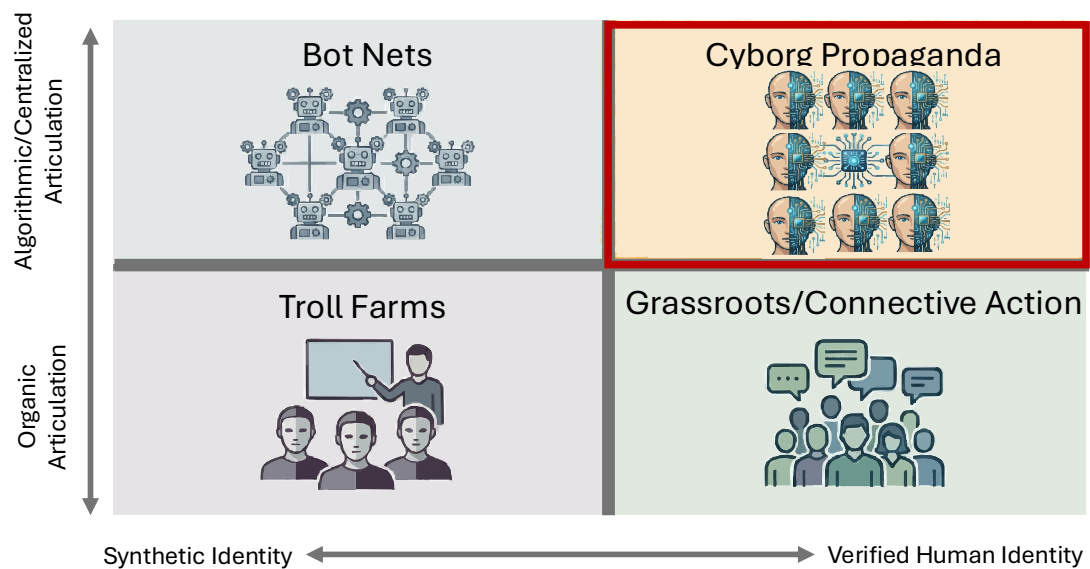 Algorithmic/Centralized
Articulation
Bot Nets
Cyborg Propaganda
Organic
Articulation
Troll Farms
Grassroots/Connective Action
Synthetic Identity
Verified Human Identity